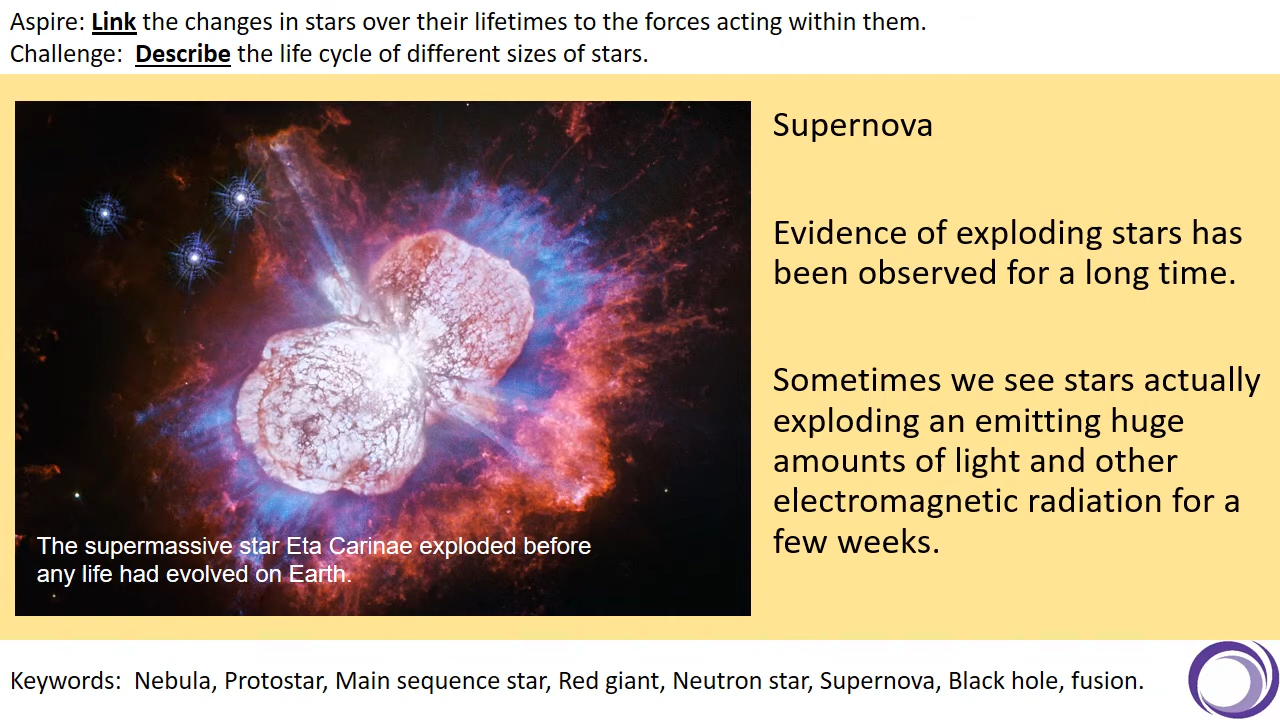 Aspire: Link the changes in stars over their lifetimes to the forces acting within them.
Challenge: Describe the life cycle of different sizes of stars.
Supernova
Evidence of exploding stars has
been observed for a long time.
Sometimes we see stars actually
exploding an emitting huge
amounts of light and other
electromagnetic radiation for a
few weeks.
The supermassive star Eta Carinae exploded before
any life had evolved on Earth.
Keywords: Nebula, Protostar, Main sequence star, Red giant, Neutron star, Supernova, Black hole, fusion.